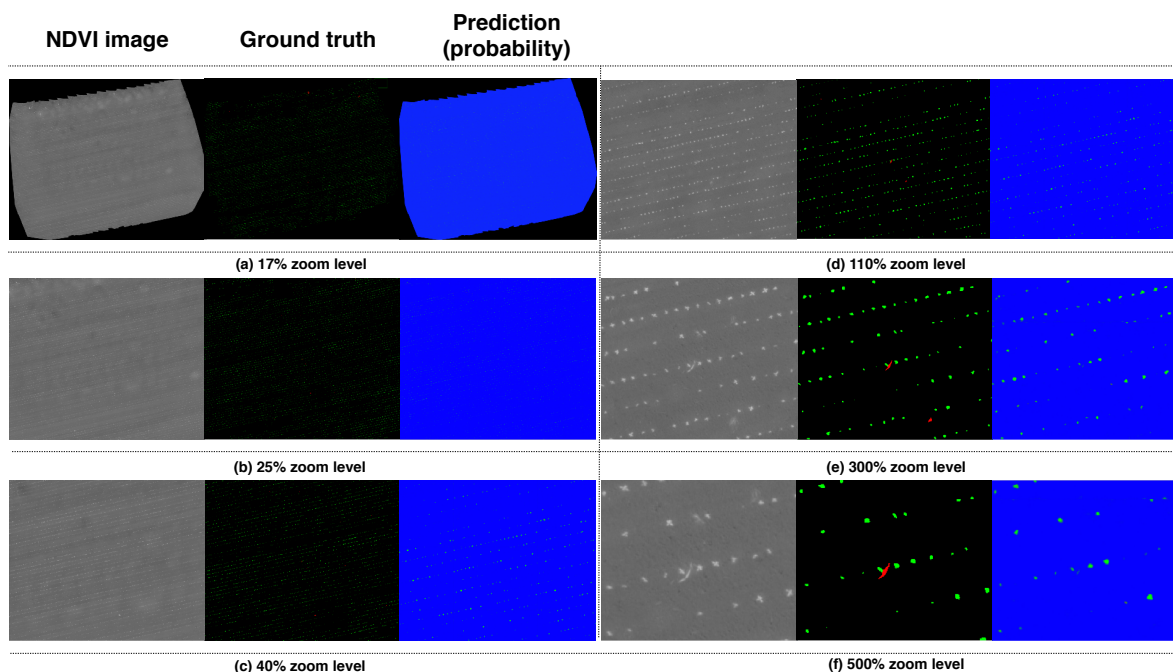 NDVI image
Ground truth
Prediction
(probability)
(a) 17% zoom level
(d) 110% zoom level
(b) 25% zoom level
(e) 300% zoom level
(c) 40% zoom level
(f) 500% zoom level